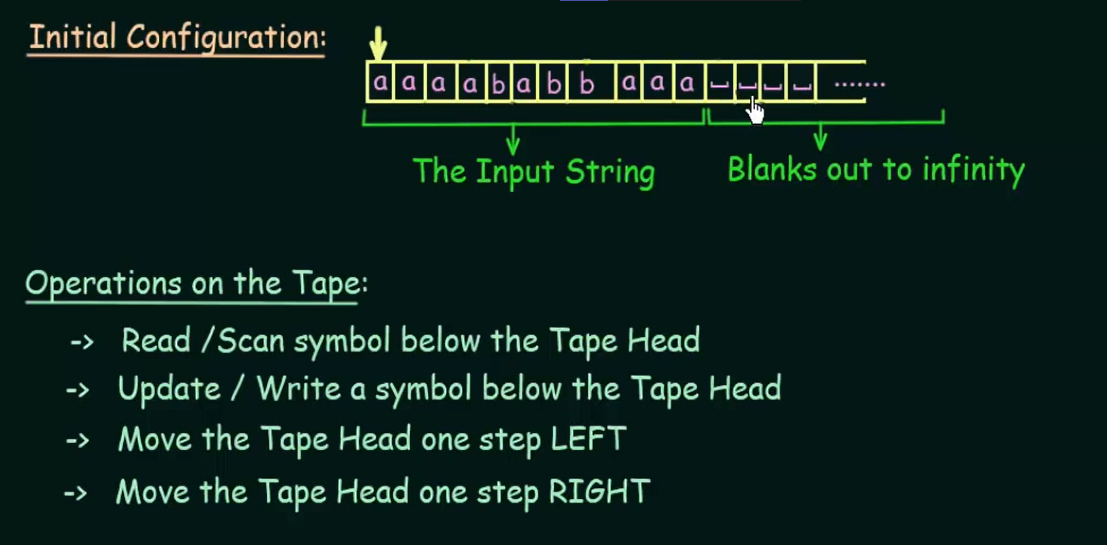 Initial Configuration:
a a a a b a b b a a a ⎵ ⎵ ⎵ ⎵ .......
The Input String
Blanks out to infinity
Operations on the Tape:
-> Read /Scan symbol below the Tape Head
-> Update / Write a symbol below the Tape Head
-> Move the Tape Head one step LEFT
-> Move the Tape Head one step RIGHT